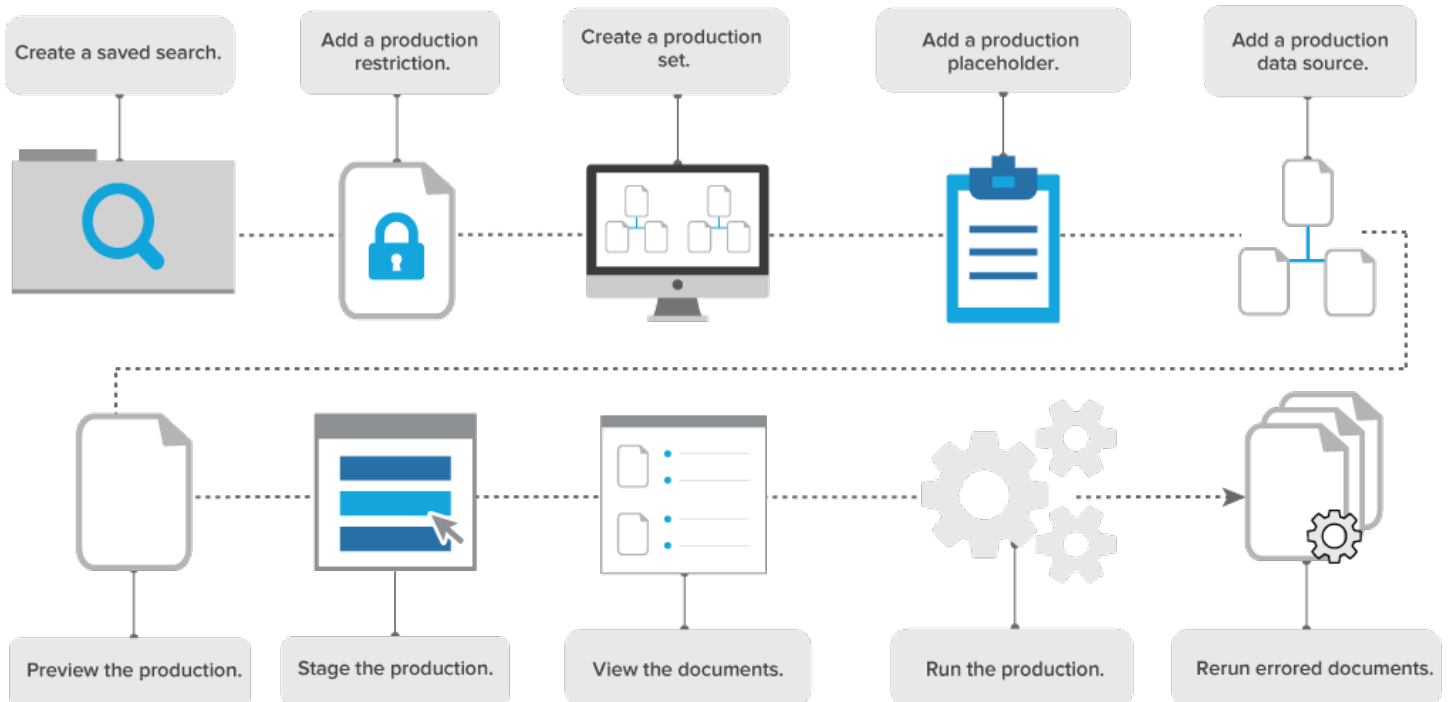 Create a saved search.
Add a production
restriction.
Create a production
set.
Add a production
placeholder.
Add a production
data source.
Preview the production.
Stage the production.
View the documents.
Run the production.
Rerun errored documents.